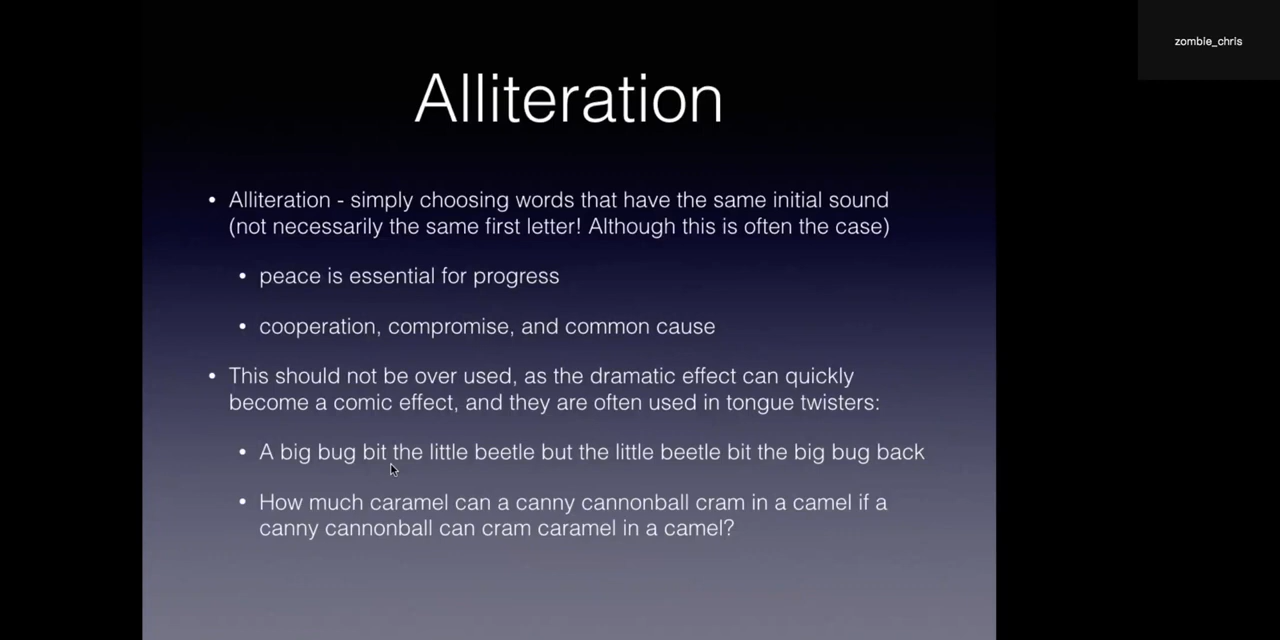 zombie_chris
Alliteration
• Alliteration - simply choosing words that have the same initial sound
(not necessarily the same first letter! Although this is often the case)
• peace is essential for progress
• cooperation, compromise, and common cause
• This should not be over used, as the dramatic effect can quickly
become a comic effect, and they are often used in tongue twisters:
• A big bug bit the little beetle but the little beetle bit the big bug back
• How much caramel can a canny cannonball cram in a camel if a
canny cannonball can cram caramel in a camel?